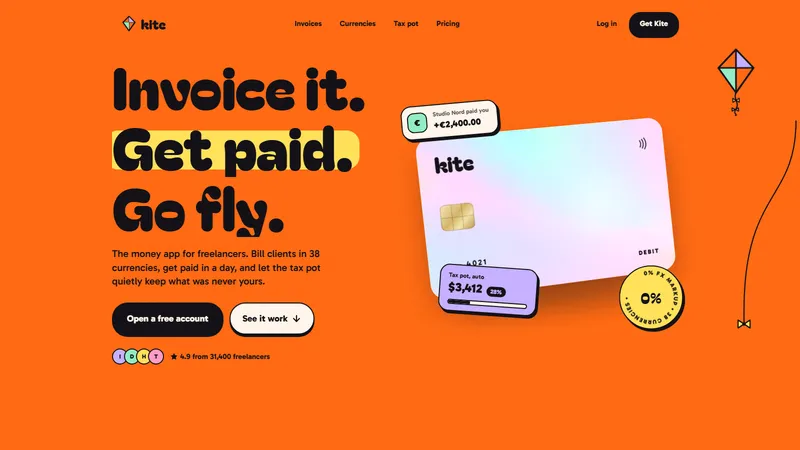 kite
Invoices Currencies Tax pot Pricing
Log in
Get Kite
Invoice it.
Get paid.
Go fly.
The money app for freelancers. Bill clients in 38
currencies, get paid in a day, and let the tax pot
quietly keep what was never yours.
Open a free account
See it work ↓
I D M T
★ 4.9 from 31,400 freelancers
€
Studio Nord paid you
+€2,400.00
kite
4021
DEBIT
Tax pot, auto
$3,412 28%
0% FX MARKUP • 38 CURRENCIES •
0%